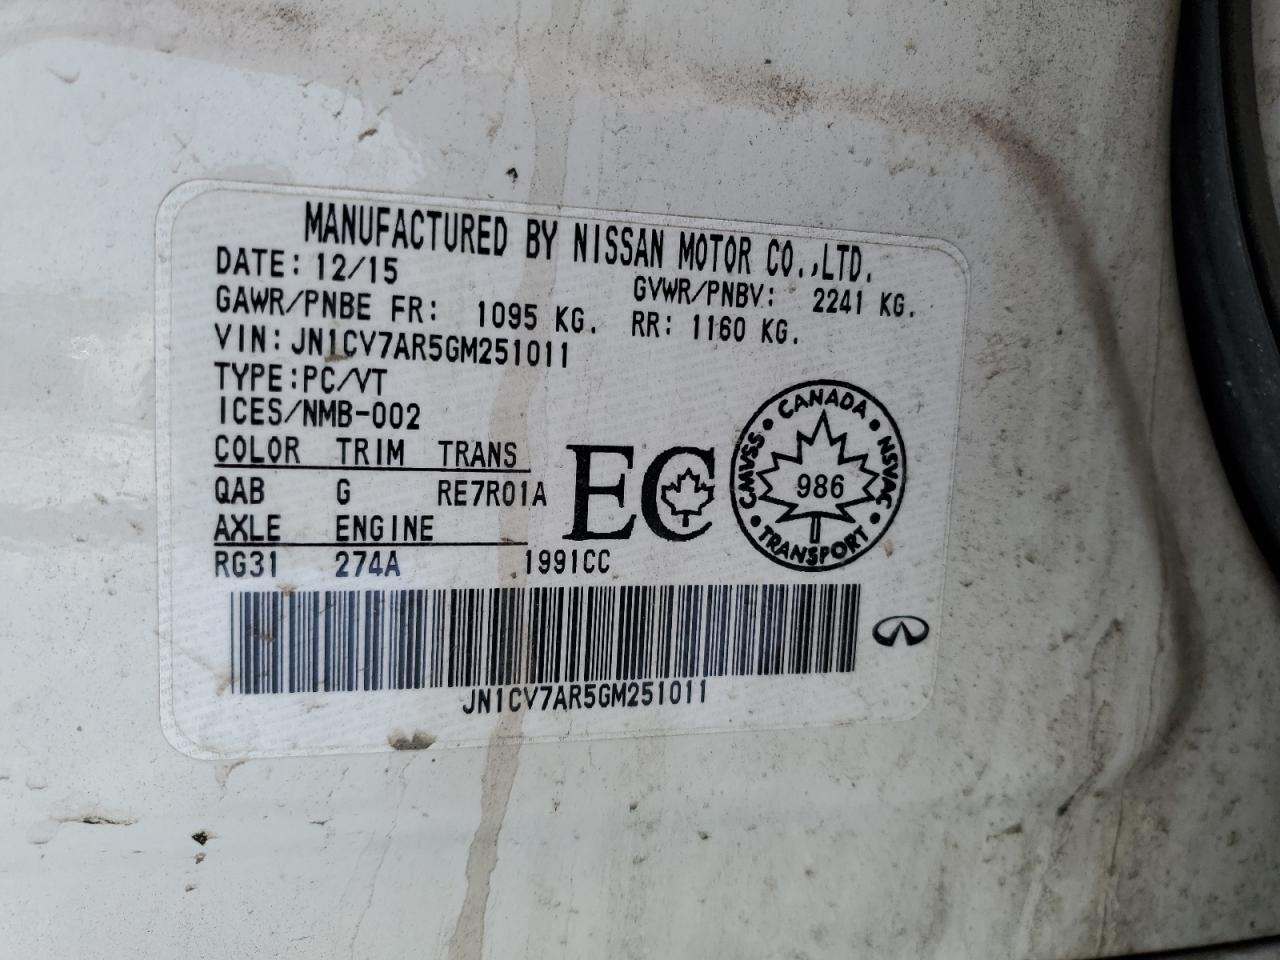 MANUFACTURED BY NISSAN MOTOR CO.,LTD.
DATE: 12/15 GVWR/PNBV: 2241 KG.
GAWR/PNBE FR: 1095 KG. RR: 1160 KG.
VIN: JN1CV7AR5GM251011
TYPE:PC/VT
ICES/NMB-002
COLOR TRIM TRANS
QAB G RE7R01A
AXLE ENGINE
RG31 274A 1991CC
EC
CANADA
CMVSS
986
NSVAC
TRANSPORT
JN1CV7AR5GM251011